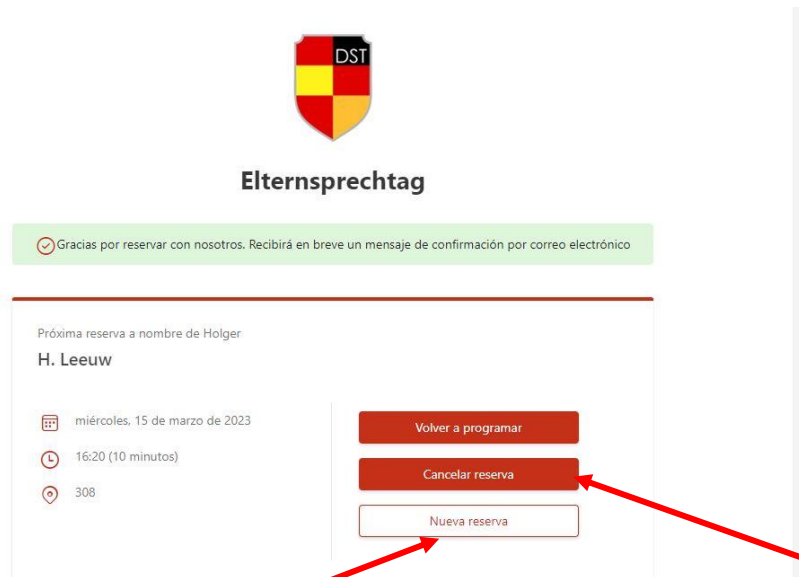 DST
Elternsprechtag
Gracias por reservar con nosotros. Recibirá en breve un mensaje de confirmación por correo electrónico
Próxima reserva a nombre de Holger
H. Leeuw
miércoles, 15 de marzo de 2023
16:20 (10 minutos)
308
Volver a programar
Cancelar reserva
Nueva reserva